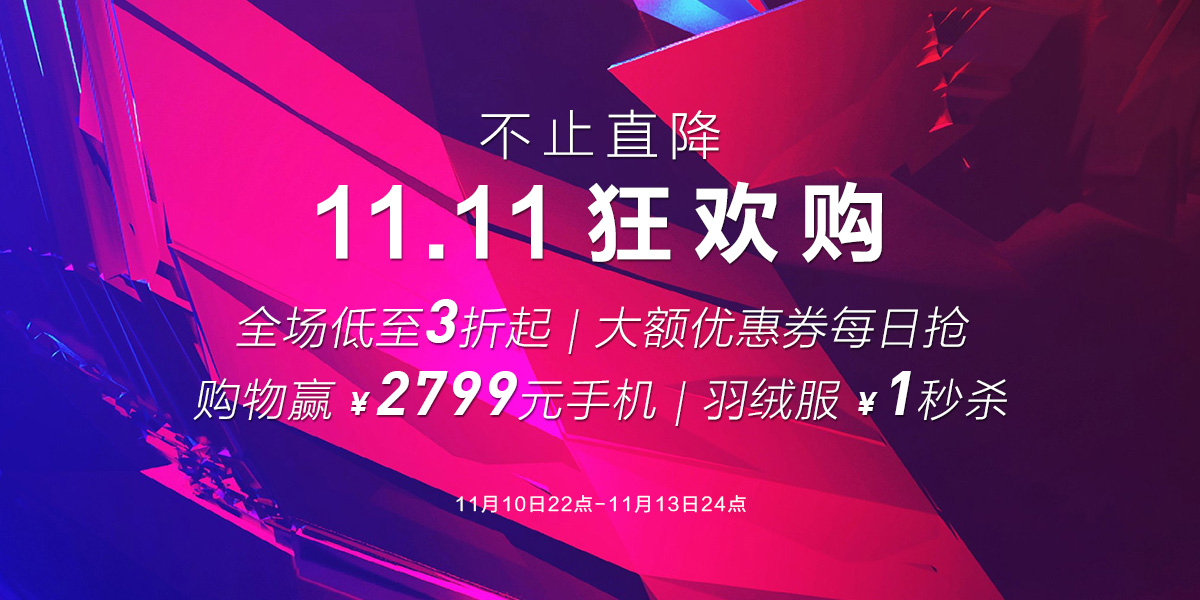 不止直降
11.11 狂欢购
全场低至3折起 | 大额优惠券每日抢
购物赢 ¥2799元手机 | 羽绒服 ¥1秒杀
11月10日22点-11月13日24点